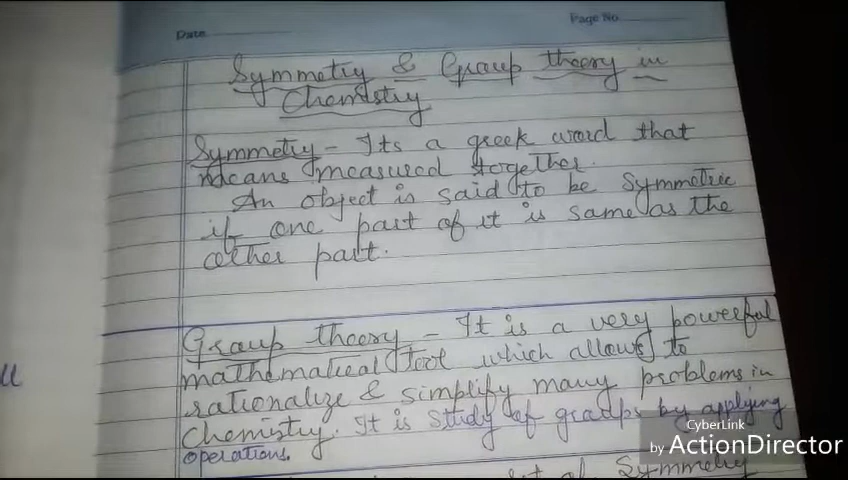 Date
Page No
Symmetry & Group theory in
Chemistry
Symmetry - Its a greek word that
means measured together.
An object is said to be Symmetric
if one part of it is same as the
other part.
Group theory - It is a very powerful
mathematical tool which allows to
rationalize & simplify many problems in
Chemistry. It is study of groups by applying
operations.
of Symmetry
CyberLink
by ActionDirector